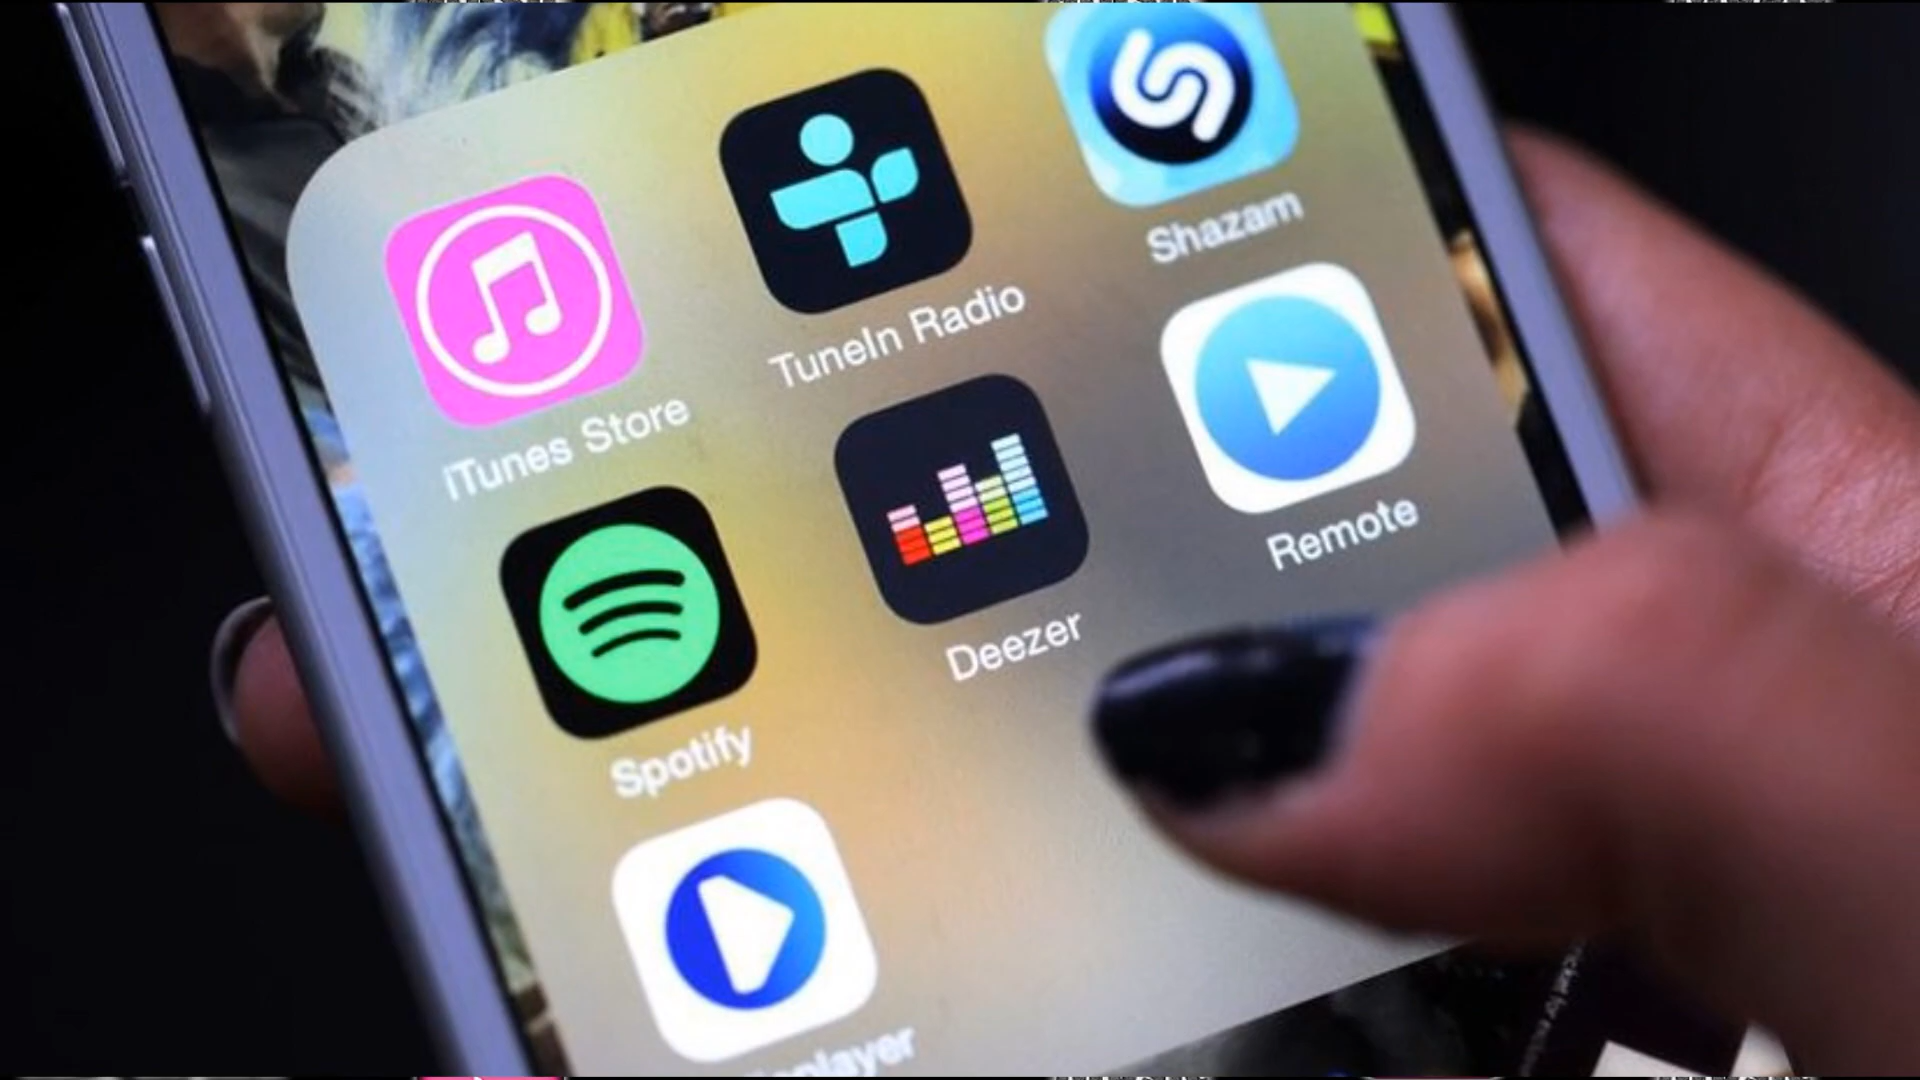 iTunes Store
TuneIn Radio
Shazam
Spotify
Deezer
Remote